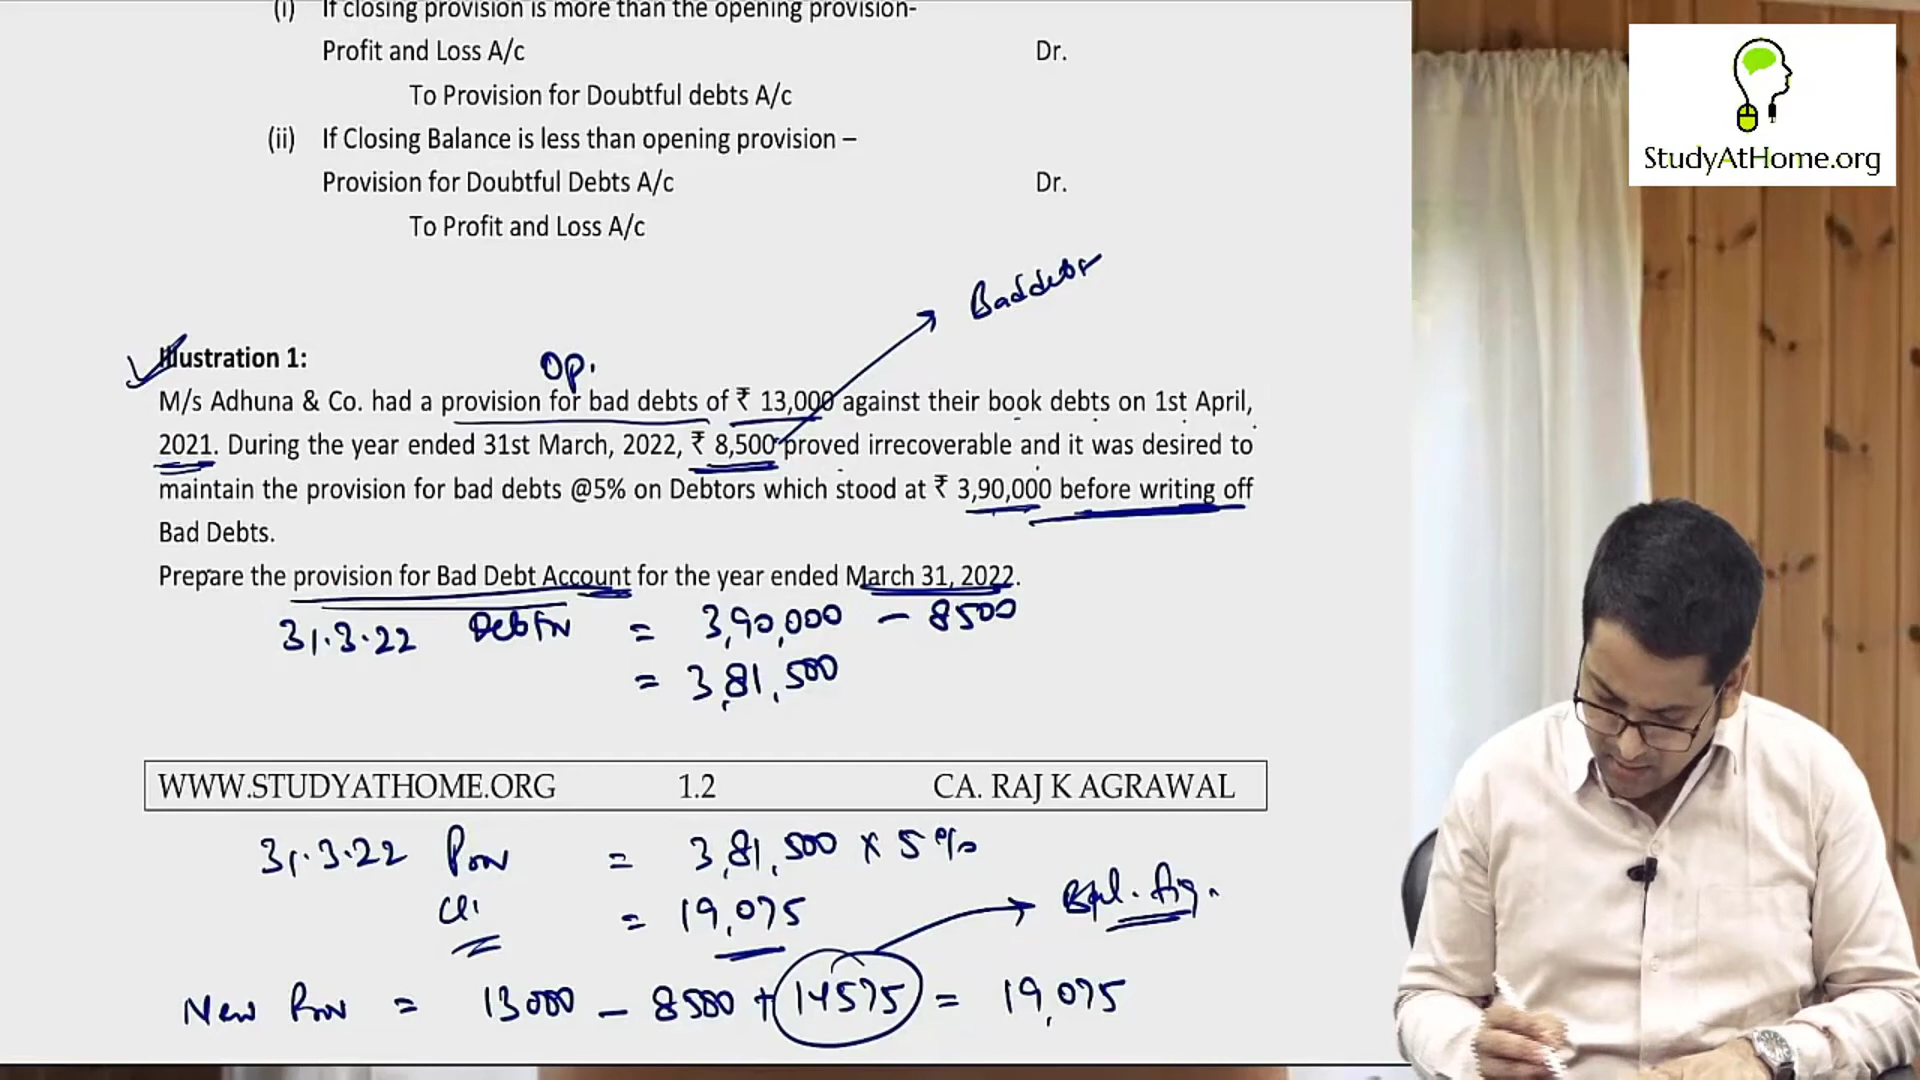 (i) If closing provision is more than the opening provision-
Profit and Loss A/c Dr.
To Provision for Doubtful debts A/c
(ii) If Closing Balance is less than opening provision –
Provision for Doubtful Debts A/c Dr.
To Profit and Loss A/c
StudyAtHome.org
Bad debt
Illustration 1:
Op.
M/s Adhuna & Co. had a provision for bad debts of ₹ 13,000 against their book debts on 1st April,
2021. During the year ended 31st March, 2022, ₹ 8,500 proved irrecoverable and it was desired to
maintain the provision for bad debts @5% on Debtors which stood at ₹ 3,90,000 before writing off
Bad Debts.
Prepare the provision for Bad Debt Account for the year ended March 31, 2022.
31.3.22 = 3,90,000 - 8500
= 3,81,500
WWW.STUDYATHOME.ORG 1.2 CA. RAJ K AGRAWAL
31.3.22 Prov = 3,81,500 x 5%
Cl. = 19,075
Bal. fig.
New Prov = 13000 - 8500 + 14575 = 19,075